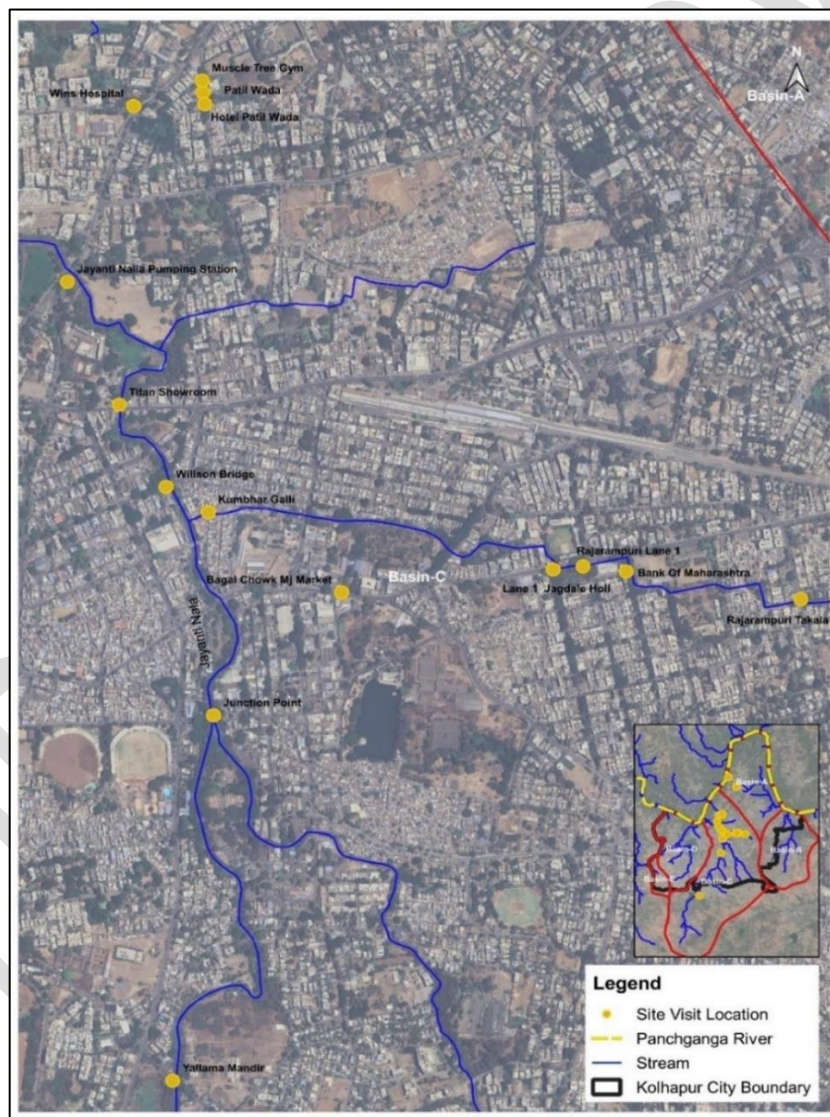 Muscle Tree Gym
Wins Hospital
Patil Wada
Hotel Patil Wada
N
Basin-A
Jayanti Nalla Pumping Station
Titan Showroom
Willson Bridge
Kumbhar Galli
Rajarampuri Lane 1
Bagal Chowk Mj Market
Basin-C
Lane 1 Jagdale Holl
Bank Of Maharashtra
Rajarampuri Takala
Jayanti Nala
Junction Point
Basin-A
Basin-D
Basin-B
Basin-C
Yallama Mandir
Legend
Site Visit Location
Panchganga River
Stream
Kolhapur City Boundary